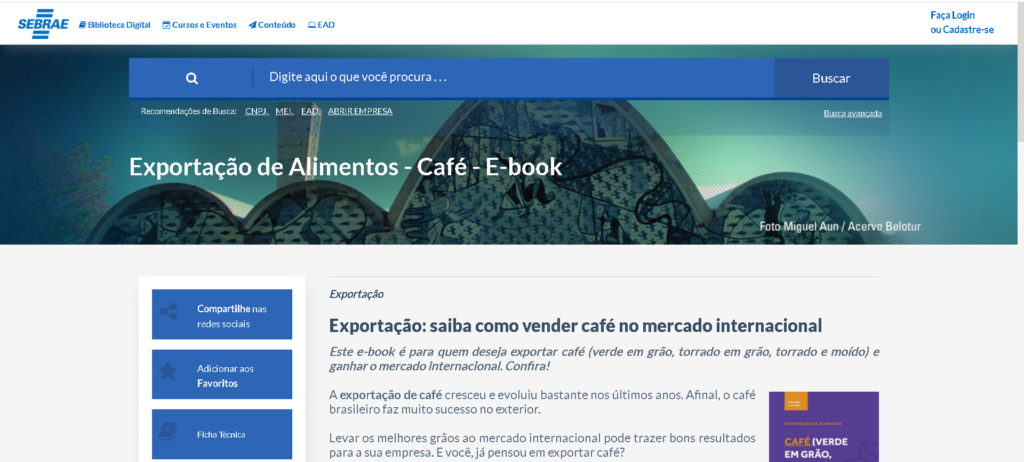 SEBRAE
Biblioteca Digital
Cursos e Eventos
Conteúdo
EAD
Faça Login
ou Cadastre-se
Digite aqui o que você procura . . .
Buscar
Recomendações de Busca: CNPJ, MEI, EAD, ABRIR EMPRESA
Busca avançada
Exportação de Alimentos - Café - E-book
Foto Miguel Aun / Acervo Belotur
Compartilhe nas
redes sociais
Adicionar aos
Favoritos
Ficha Técnica
Exportação
Exportação: saiba como vender café no mercado internacional
Este e-book é para quem deseja exportar café (verde em grão, torrado em grão, torrado e moído) e
ganhar o mercado internacional. Confira!
A exportação de café cresceu e evoluiu bastante nos últimos anos. Afinal, o café
brasileiro faz muito sucesso no exterior.
Levar os melhores grãos ao mercado internacional pode trazer bons resultados
para a sua empresa. E você, já pensou em exportar café?
EXPORTAÇÃO DE ALIMENTOS
CAFÉ (VERDE
EM GRÃO,